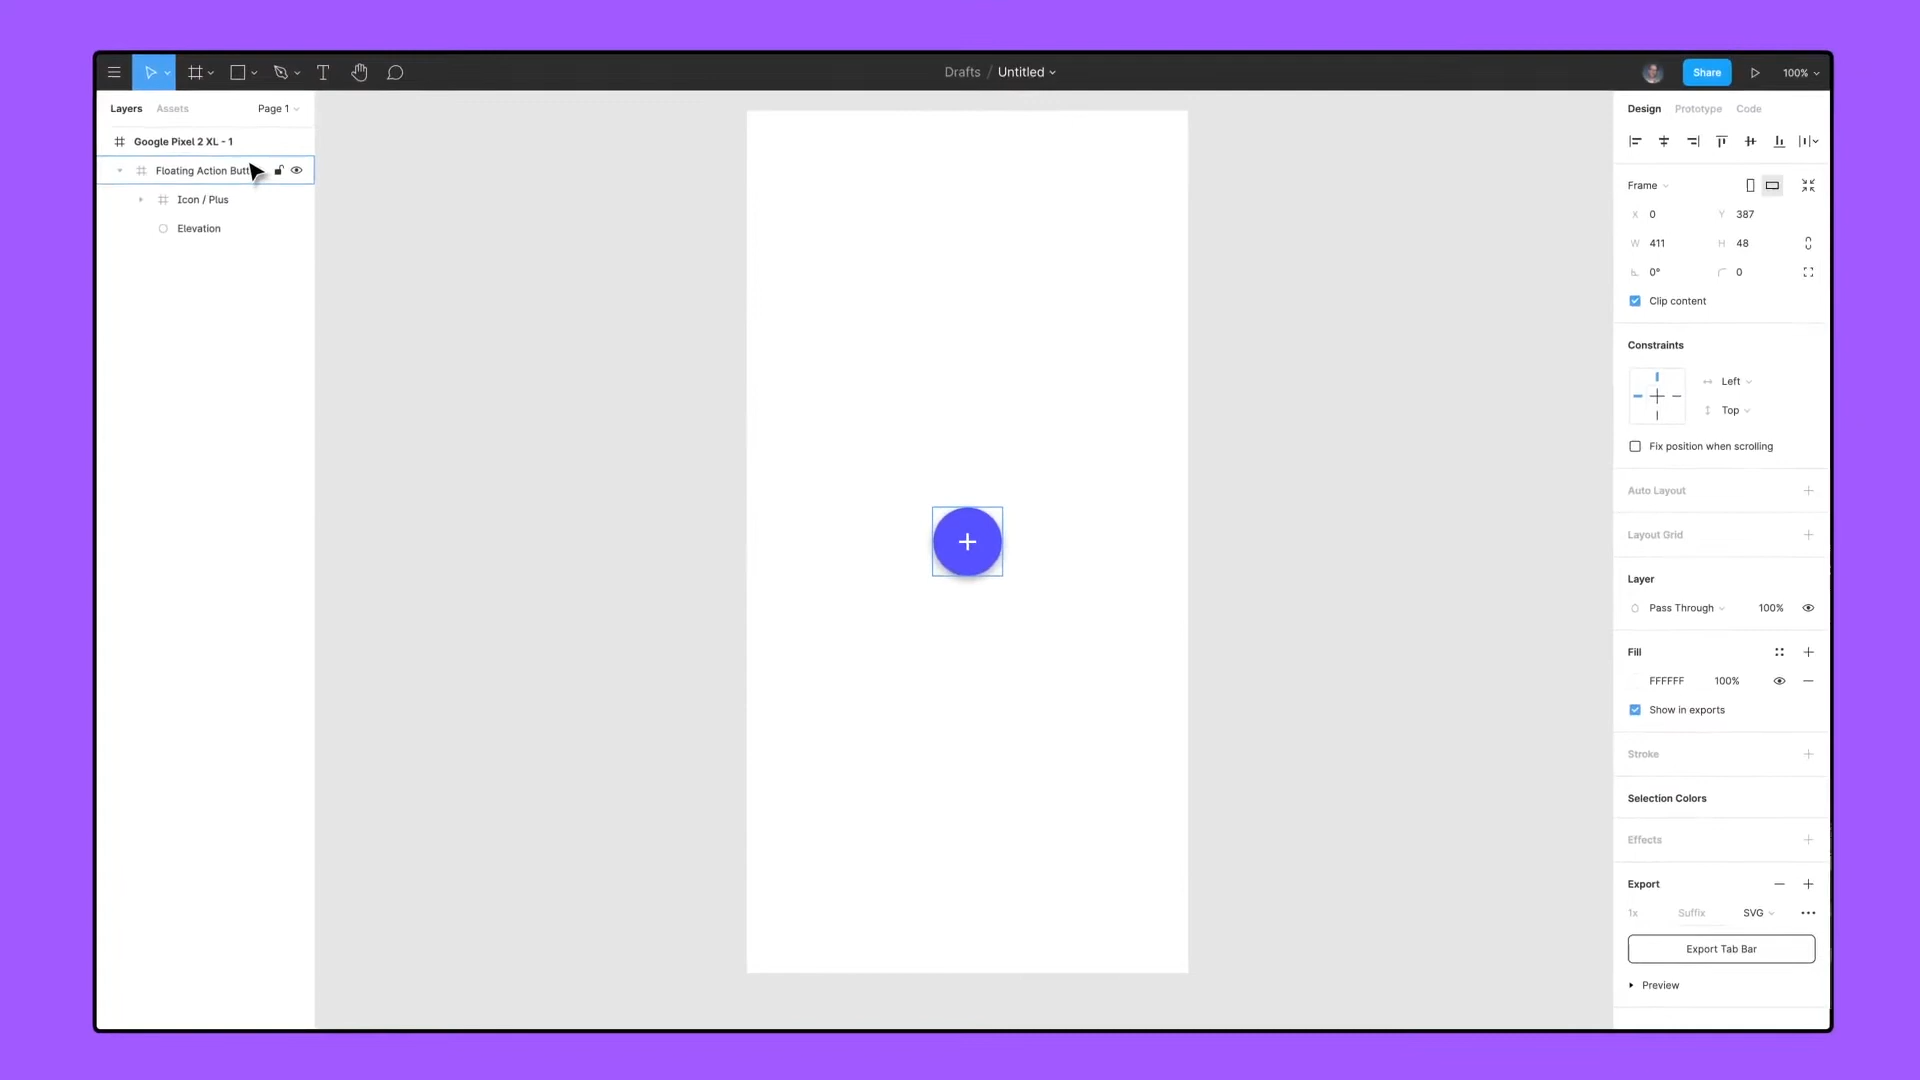 Drafts / Untitled
Share
100%
Layers Assets Page 1
Google Pixel 2 XL - 1
Floating Action Butt
Icon / Plus
Elevation
Design Prototype Code
Frame
X 0 Y 387
W 411 H 48
0° 0
Clip content
Constraints
Left
Top
Fix position when scrolling
Auto Layout
Layout Grid
Layer
Pass Through 100%
Fill
FFFFFF 100%
Show in exports
Stroke
Selection Colors
Effects
Export
1x Suffix SVG
Export Tab Bar
Preview